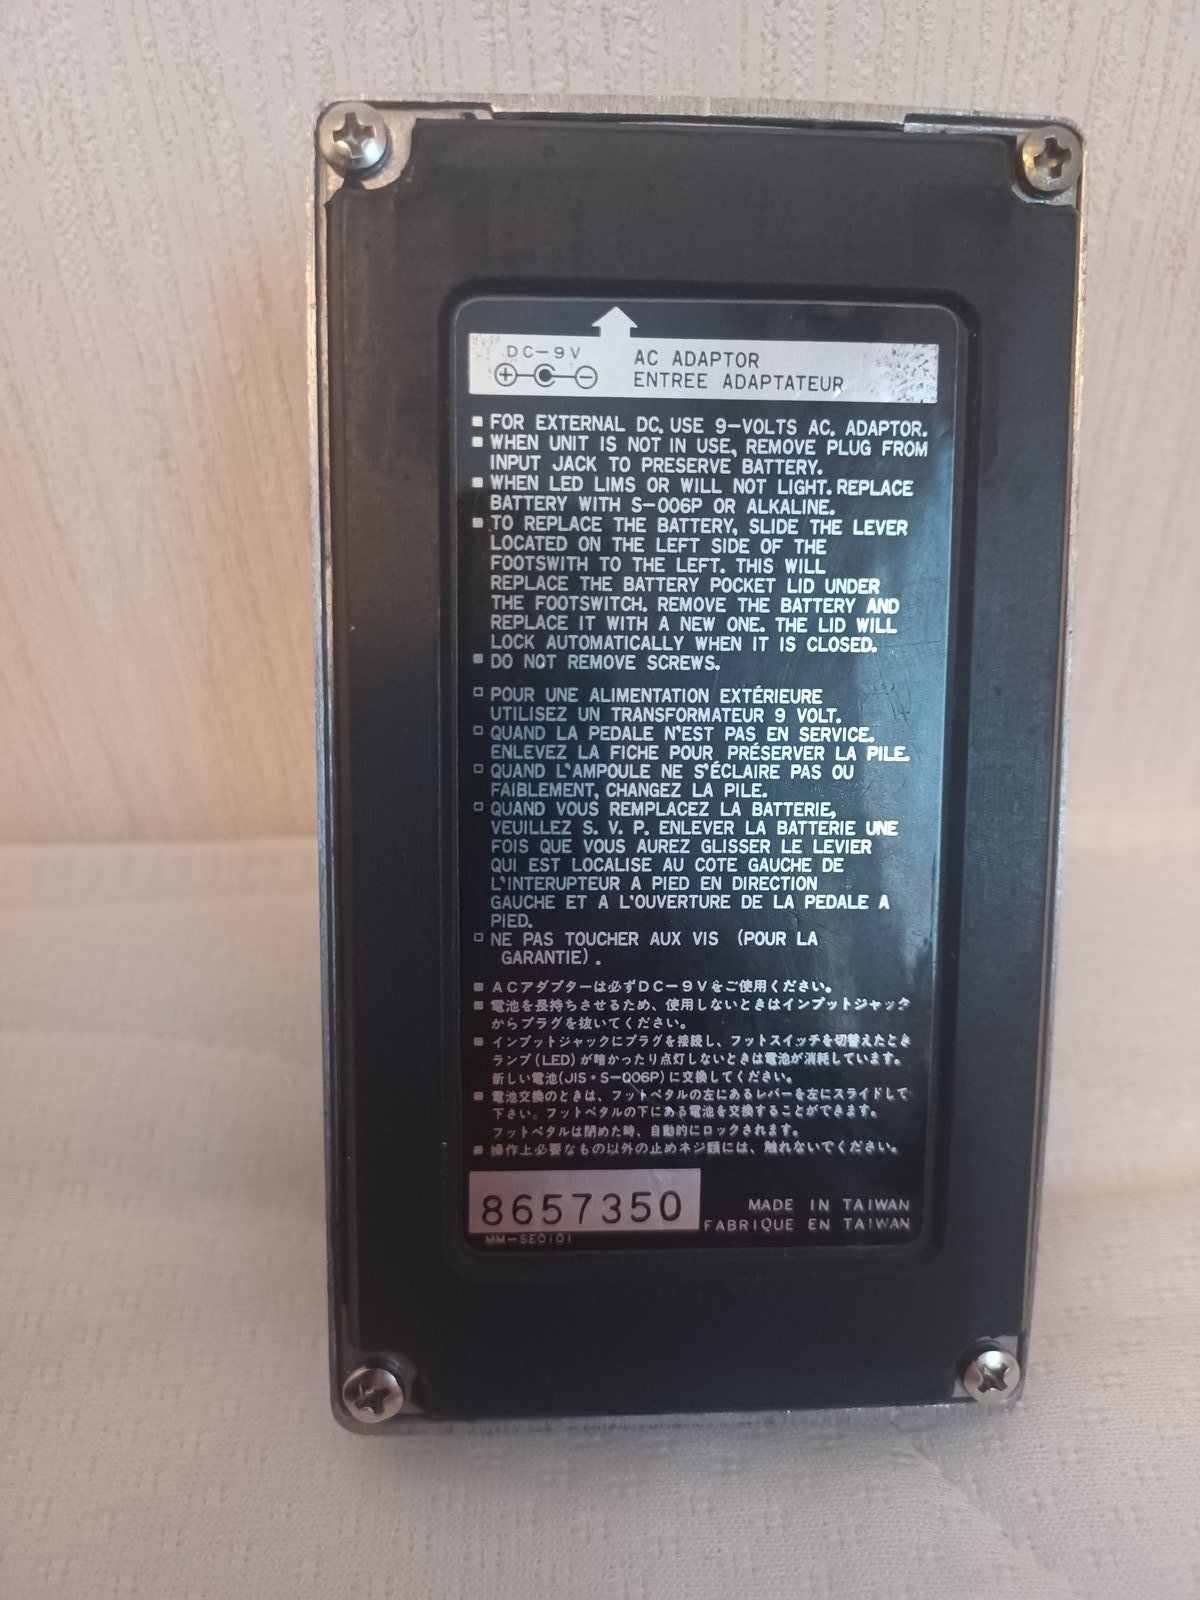 DC-9V
AC ADAPTOR
ENTREE ADAPTATEUR
■ FOR EXTERNAL DC. USE 9-VOLTS AC. ADAPTOR.
■ WHEN UNIT IS NOT IN USE, REMOVE PLUG FROM
INPUT JACK TO PRESERVE BATTERY.
■ WHEN LED LIMS OR WILL NOT LIGHT. REPLACE
BATTERY WITH S-006P OR ALKALINE.
■ TO REPLACE THE BATTERY, SLIDE THE LEVER
LOCATED ON THE LEFT SIDE OF THE
FOOTSWITH TO THE LEFT. THIS WILL
REPLACE THE BATTERY POCKET LID UNDER
THE FOOTSWITCH. REMOVE THE BATTERY AND
REPLACE IT WITH A NEW ONE. THE LID WILL
LOCK AUTOMATICALLY WHEN IT IS CLOSED.
■ DO NOT REMOVE SCREWS.
□ POUR UNE ALIMENTATION EXTÉRIEURE
UTILISEZ UN TRANSFORMATEUR 9 VOLT.
□ QUAND LA PEDALE N'EST PAS EN SERVICE.
ENLEVEZ LA FICHE POUR PRÉSERVER LA PILE.
□ QUAND L'AMPOULE NE S'ÉCLAIRE PAS OU
FAIBLEMENT, CHANGEZ LA PILE.
□ QUAND VOUS REMPLACEZ LA BATTERIE,
VEUILLEZ S. V. P. ENLEVER LA BATTERIE UNE
FOIS QUE VOUS AUREZ GLISSER LE LEVIER
QUI EST LOCALISE AU COTE GAUCHE DE
L'INTERUPTEUR A PIED EN DIRECTION
GAUCHE ET A L'OUVERTURE DE LA PEDALE A
PIED.
□ NE PAS TOUCHER AUX VIS (POUR LA
GARANTIE).
■ ACアダプターは必ずDC-9Vをご使用ください。
■ 電池を長持ちさせるため、使用しないときはインプットジャック
からプラグを抜いてください。
■ インプットジャックにプラグを接続し、フットスイッチを切替えたとき
ランプ(LED)が暗かったり点灯しないときは電池が消耗しています。
新しい電池(JIS・S-006P)に交換してください。
■ 電池交換のときは、フットペタルの左にあるレバーを左にスライドして
下さい。フットペタルの下にある電池を交換することができます。
フットペタルは閉めた時、自動的にロックされます。
■ 操作上必要なもの以外の止めネジ類には、触れないでください。
8657350
MADE IN TAIWAN
FABRIQUE EN TAIWAN
MM-SE0101